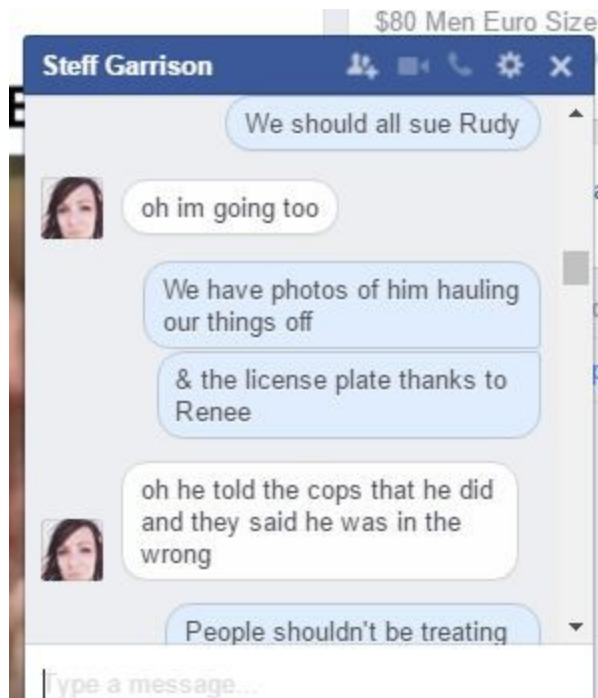 $80 Men Euro Size
Steff Garrison
We should all sue Rudy
oh im going too
We have photos of him hauling
our things off
& the license plate thanks to
Renee
oh he told the cops that he did
and they said he was in the
wrong
People shouldn't be treating
Type a message...